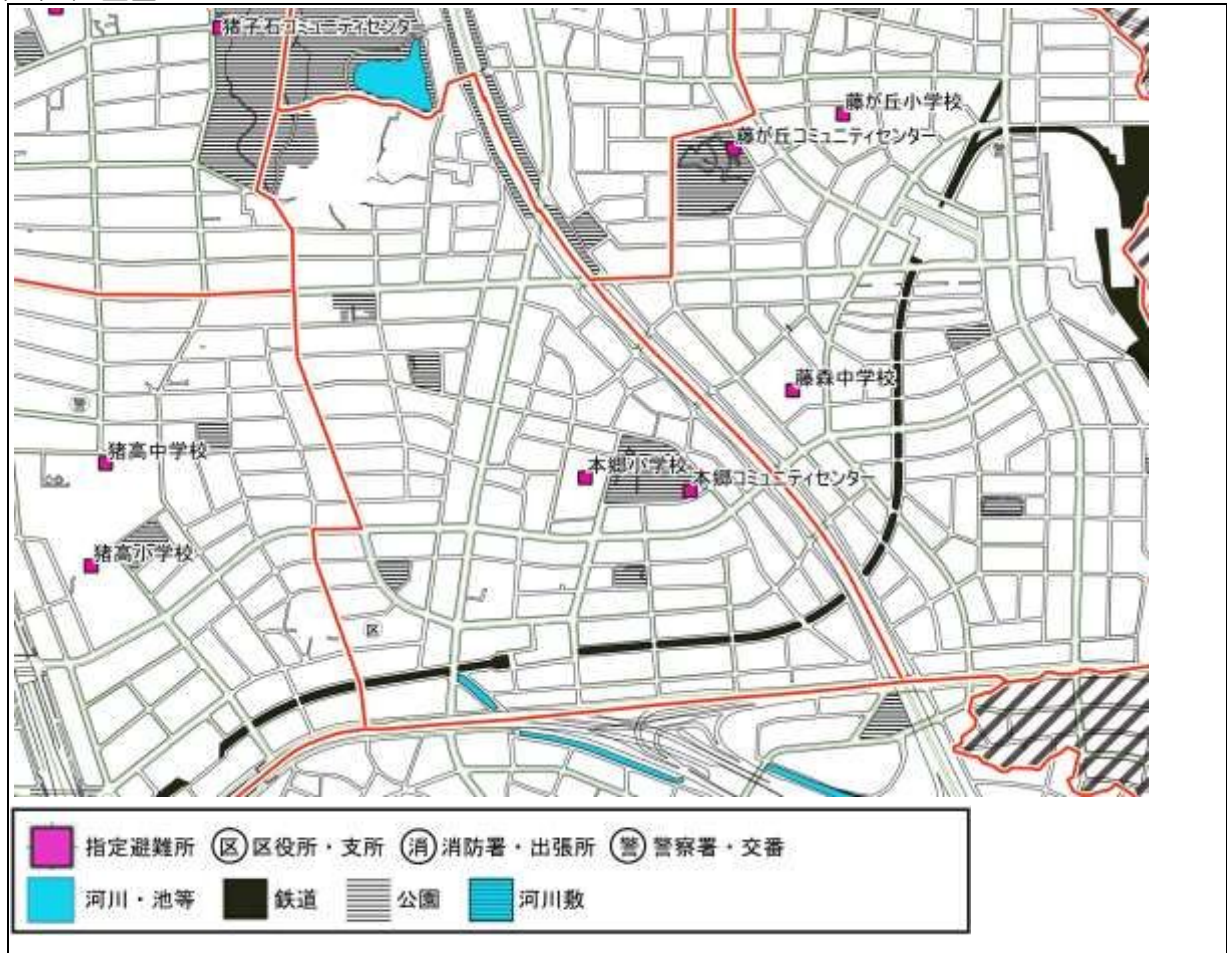 猪子石コミュニティセンター
藤が丘小学校
藤が丘コミュニティセンター
警
藤森中学校
警
猪高中学校
本郷小学校
本郷コミュニティセンター
猪高小学校
区
指定避難所 区 区役所・支所 消 消防署・出張所 警 警察署・交番
河川・池等 鉄道 公園 河川敷